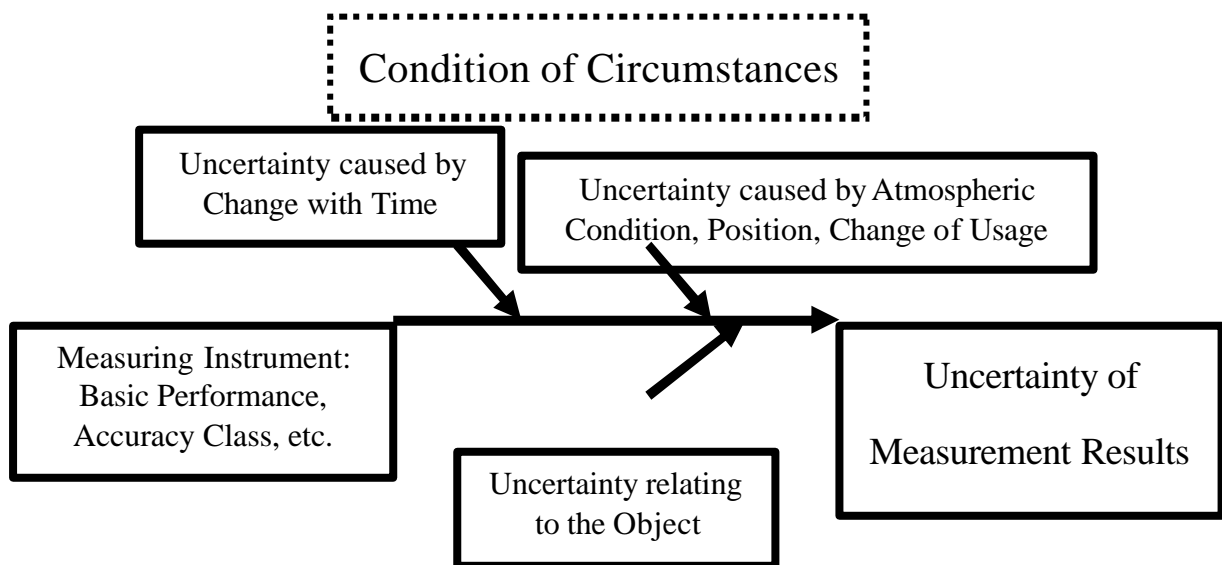 Condition of Circumstances
Uncertainty caused by
Change with Time
Uncertainty caused by Atmospheric
Condition, Position, Change of Usage
Measuring Instrument:
Basic Performance,
Accuracy Class, etc.
Uncertainty of
Measurement Results
Uncertainty relating
to the Object